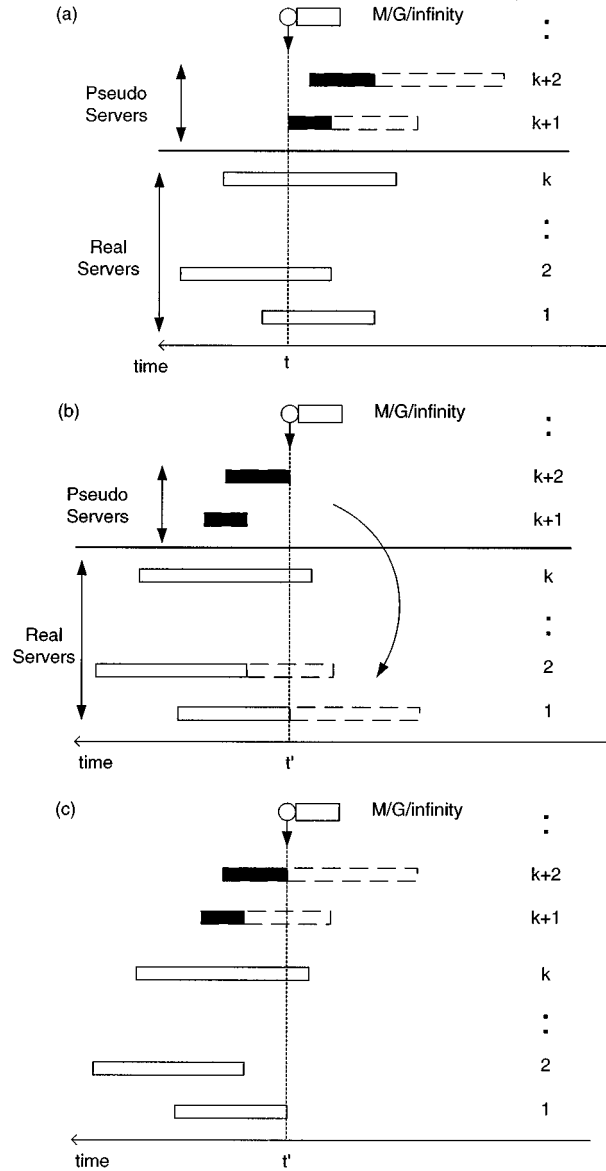 (a)
M/G/infinity
:
Pseudo
Servers
k+2
k+1
k
:
Real
Servers
2
1
time
t
(b)
M/G/infinity
:
Pseudo
Servers
k+2
k+1
k
:
Real
Servers
2
1
time
t'
(c)
M/G/infinity
:
k+2
k+1
k
:
2
1
time
t'